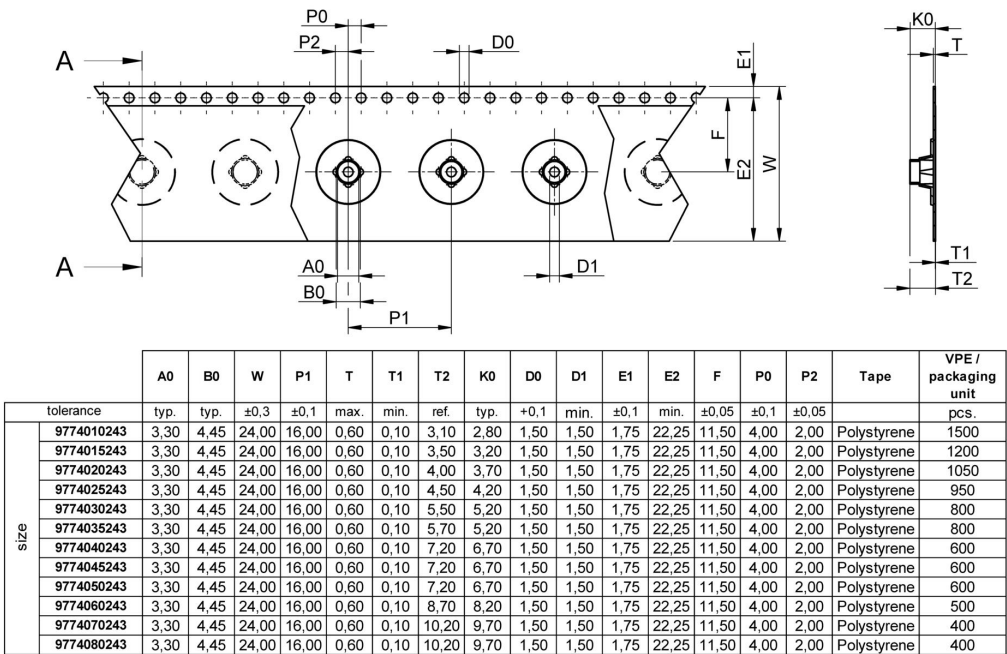 P0
K0
P2
D0
T
E1
A
F
E2
W
A
T1
A0
D1
T2
B0
P1
A0 B0 W P1 T T1 T2 K0 D0 D1 E1 E2 F P0 P2 Tape VPE / packaging unit
tolerance typ. typ. ±0,3 ±0,1 max. min. ref. typ. +0,1 min. ±0,1 min. ±0,05 ±0,1 ±0,05 pcs.
size
9774010243 3,30 4,45 24,00 16,00 0,60 0,10 3,10 2,80 1,50 1,50 1,75 22,25 11,50 4,00 2,00 Polystyrene 1500
9774015243 3,30 4,45 24,00 16,00 0,60 0,10 3,50 3,20 1,50 1,50 1,75 22,25 11,50 4,00 2,00 Polystyrene 1200
9774020243 3,30 4,45 24,00 16,00 0,60 0,10 4,00 3,70 1,50 1,50 1,75 22,25 11,50 4,00 2,00 Polystyrene 1050
9774025243 3,30 4,45 24,00 16,00 0,60 0,10 4,50 4,20 1,50 1,50 1,75 22,25 11,50 4,00 2,00 Polystyrene 950
9774030243 3,30 4,45 24,00 16,00 0,60 0,10 5,50 5,20 1,50 1,50 1,75 22,25 11,50 4,00 2,00 Polystyrene 800
9774035243 3,30 4,45 24,00 16,00 0,60 0,10 5,70 5,20 1,50 1,50 1,75 22,25 11,50 4,00 2,00 Polystyrene 800
9774040243 3,30 4,45 24,00 16,00 0,60 0,10 7,20 6,70 1,50 1,50 1,75 22,25 11,50 4,00 2,00 Polystyrene 600
9774045243 3,30 4,45 24,00 16,00 0,60 0,10 7,20 6,70 1,50 1,50 1,75 22,25 11,50 4,00 2,00 Polystyrene 600
9774050243 3,30 4,45 24,00 16,00 0,60 0,10 7,20 6,70 1,50 1,50 1,75 22,25 11,50 4,00 2,00 Polystyrene 600
9774060243 3,30 4,45 24,00 16,00 0,60 0,10 8,70 8,20 1,50 1,50 1,75 22,25 11,50 4,00 2,00 Polystyrene 500
9774070243 3,30 4,45 24,00 16,00 0,60 0,10 10,20 9,70 1,50 1,50 1,75 22,25 11,50 4,00 2,00 Polystyrene 400
9774080243 3,30 4,45 24,00 16,00 0,60 0,10 10,20 9,70 1,50 1,50 1,75 22,25 11,50 4,00 2,00 Polystyrene 400